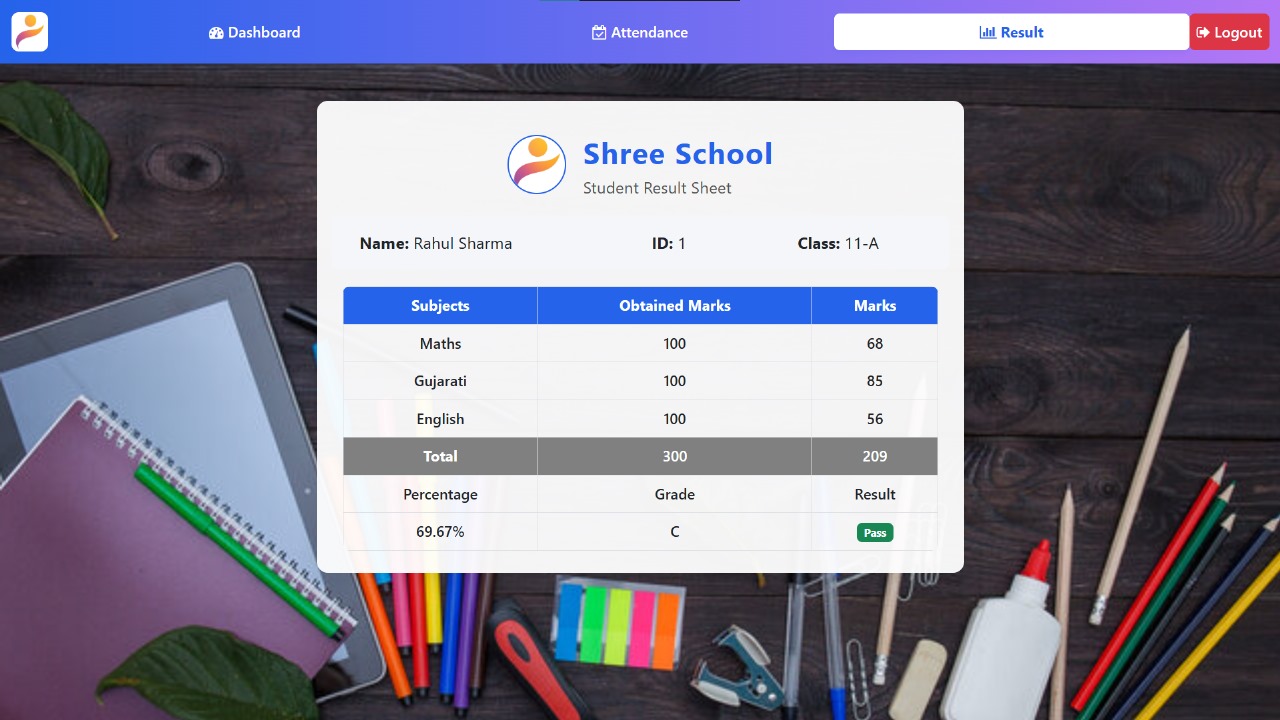 Dashboard Attendance Result Logout
Shree School
Student Result Sheet
Name: Rahul Sharma ID: 1 Class: 11-A
Subjects Obtained Marks Marks
Maths 100 68
Gujarati 100 85
English 100 56
Total 300 209
Percentage Grade Result
69.67% C Pass